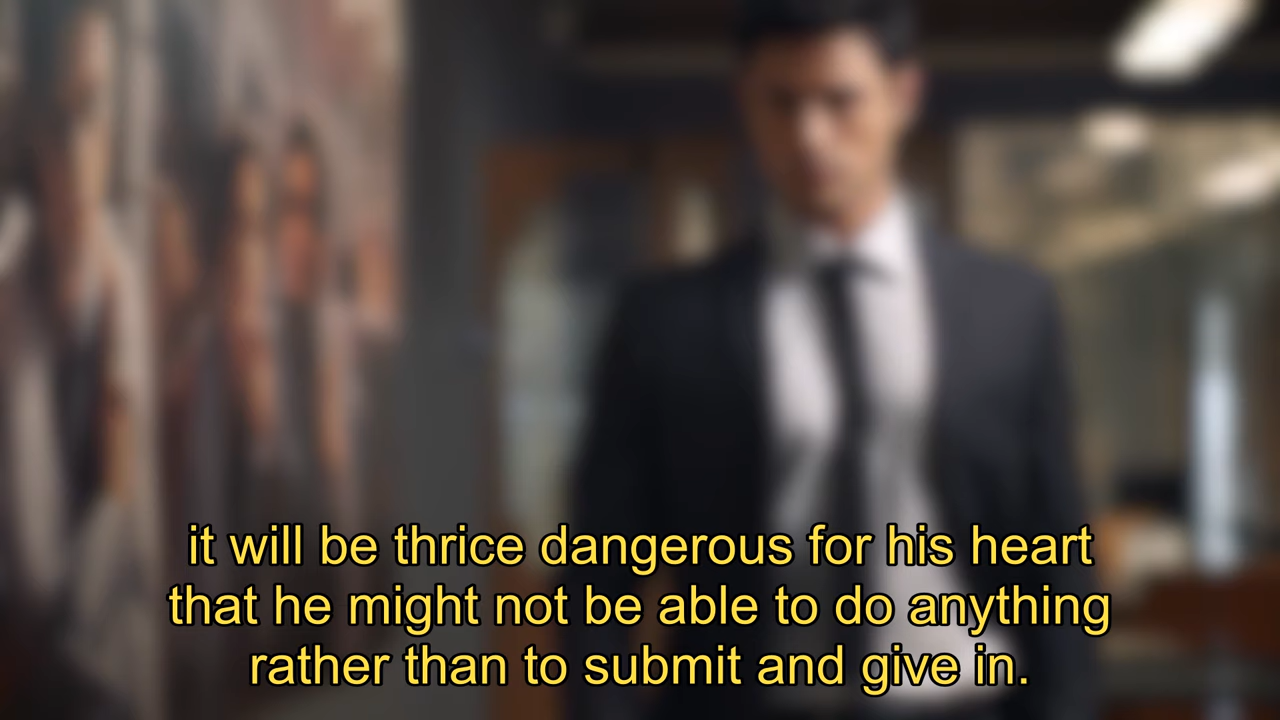 it will be thrice dangerous for his heart
that he might not be able to do anything
rather than to submit and give in.